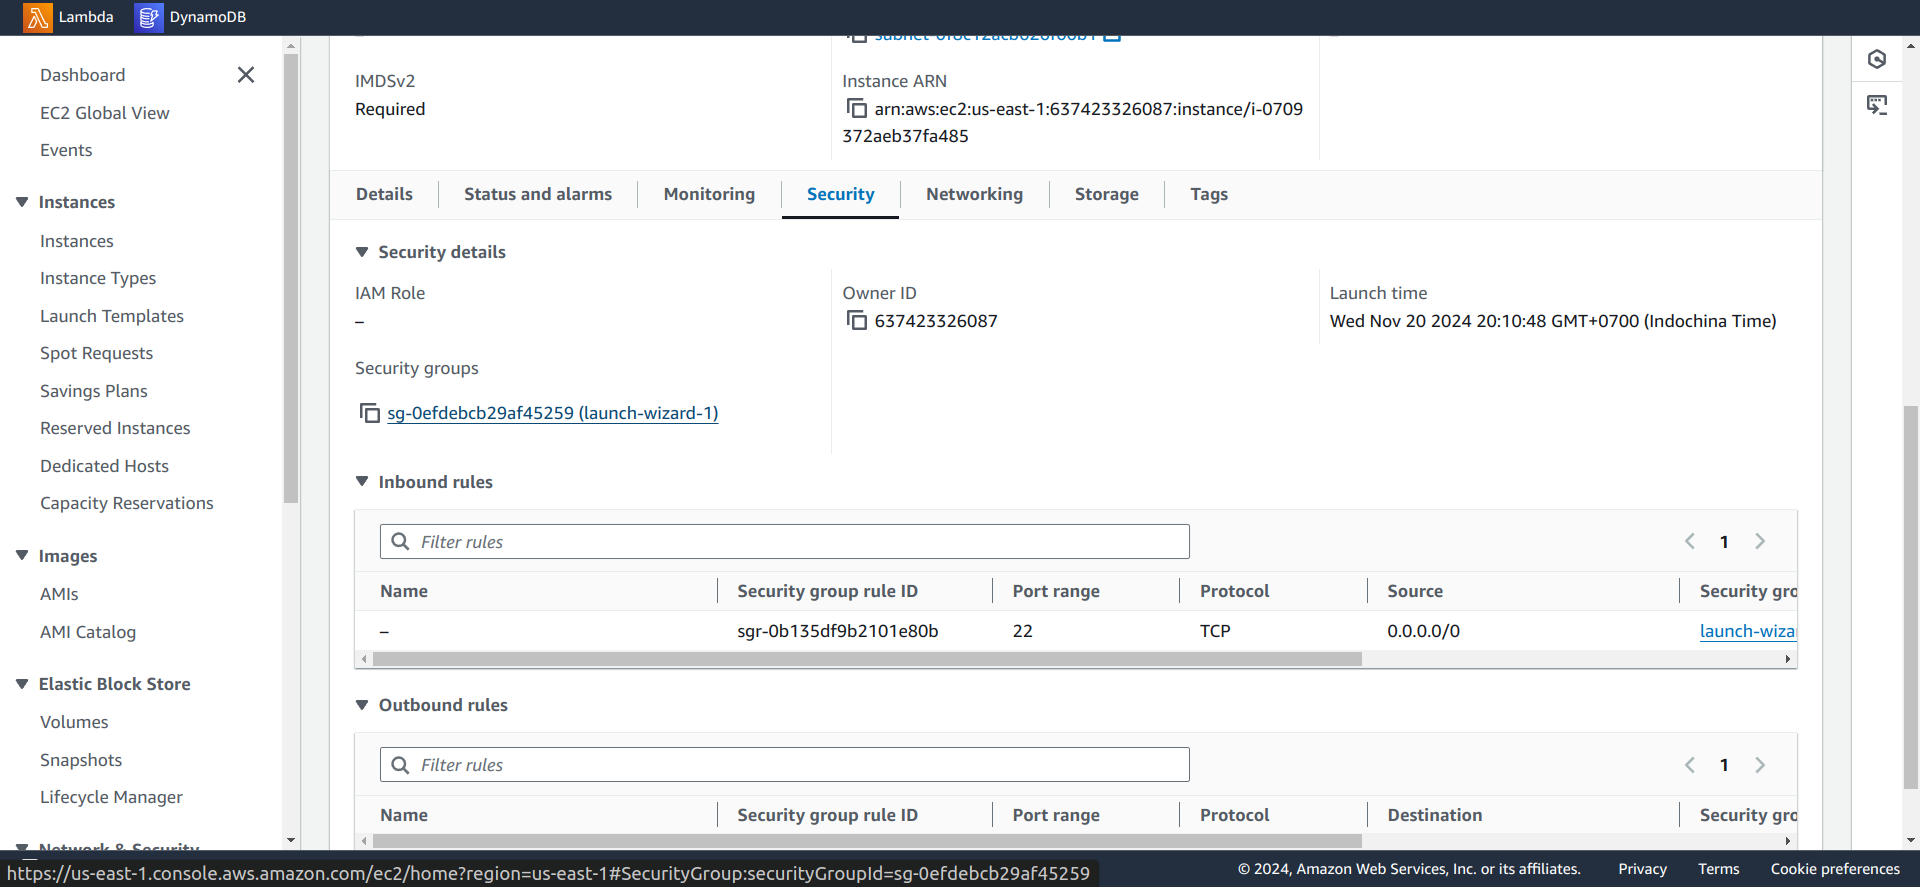 Lambda DynamoDB
Dashboard
EC2 Global View
Events
Instances
Instances
Instance Types
Launch Templates
Spot Requests
Savings Plans
Reserved Instances
Dedicated Hosts
Capacity Reservations
Images
AMIs
AMI Catalog
Elastic Block Store
Volumes
Snapshots
Lifecycle Manager
Network & Security
IMDSv2
Required
Instance ARN
arn:aws:ec2:us-east-1:637423326087:instance/i-0709
372aeb37fa485
Details Status and alarms Monitoring Security Networking Storage Tags
Security details
IAM Role
–
Owner ID
637423326087
Launch time
Wed Nov 20 2024 20:10:48 GMT+0700 (Indochina Time)
Security groups
sg-0efdebcb29af45259 (launch-wizard-1)
Inbound rules
Filter rules 1
Name Security group rule ID Port range Protocol Source Security gro
– sgr-0b135df9b2101e80b 22 TCP 0.0.0.0/0 launch-wiza
Outbound rules
Filter rules 1
Name Security group rule ID Port range Protocol Destination Security gro
https://us-east-1.console.aws.amazon.com/ec2/home?region=us-east-1#SecurityGroup:securityGroupId=sg-0efdebcb29af45259
© 2024, Amazon Web Services, Inc. or its affiliates. Privacy Terms Cookie preferences